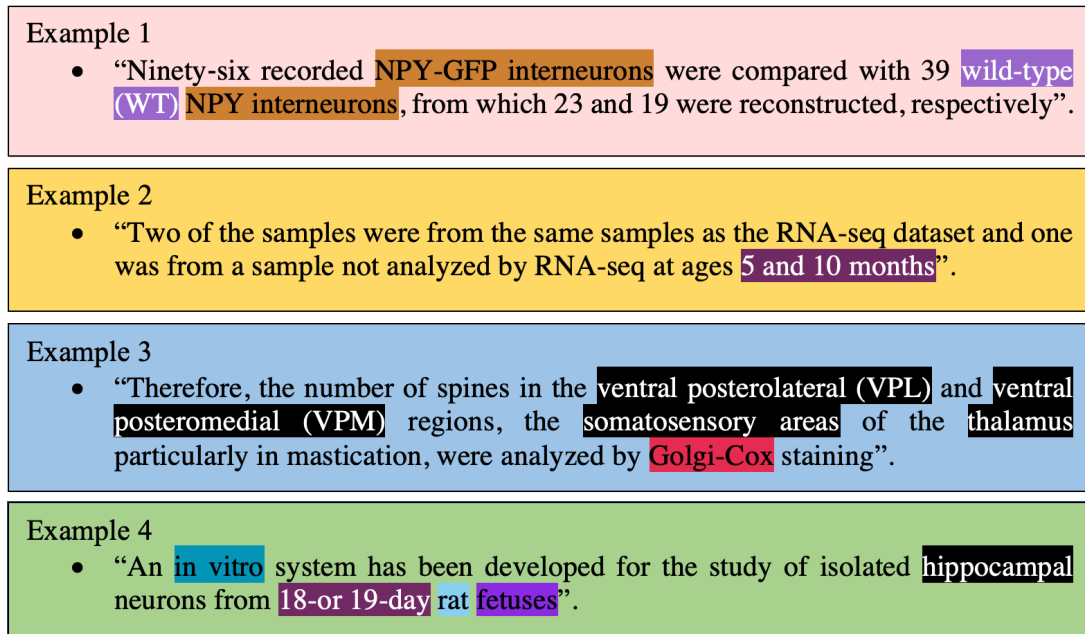 Example 1
• “Ninety-six recorded NPY-GFP interneurons were compared with 39 wild-type
(WT) NPY interneurons, from which 23 and 19 were reconstructed, respectively”.
Example 2
• “Two of the samples were from the same samples as the RNA-seq dataset and one
was from a sample not analyzed by RNA-seq at ages 5 and 10 months”.
Example 3
• “Therefore, the number of spines in the ventral posterolateral (VPL) and ventral
posteromedial (VPM) regions, the somatosensory areas of the thalamus
particularly in mastication, were analyzed by Golgi-Cox staining”.
Example 4
• “An in vitro system has been developed for the study of isolated hippocampal
neurons from 18-or 19-day rat fetuses”.